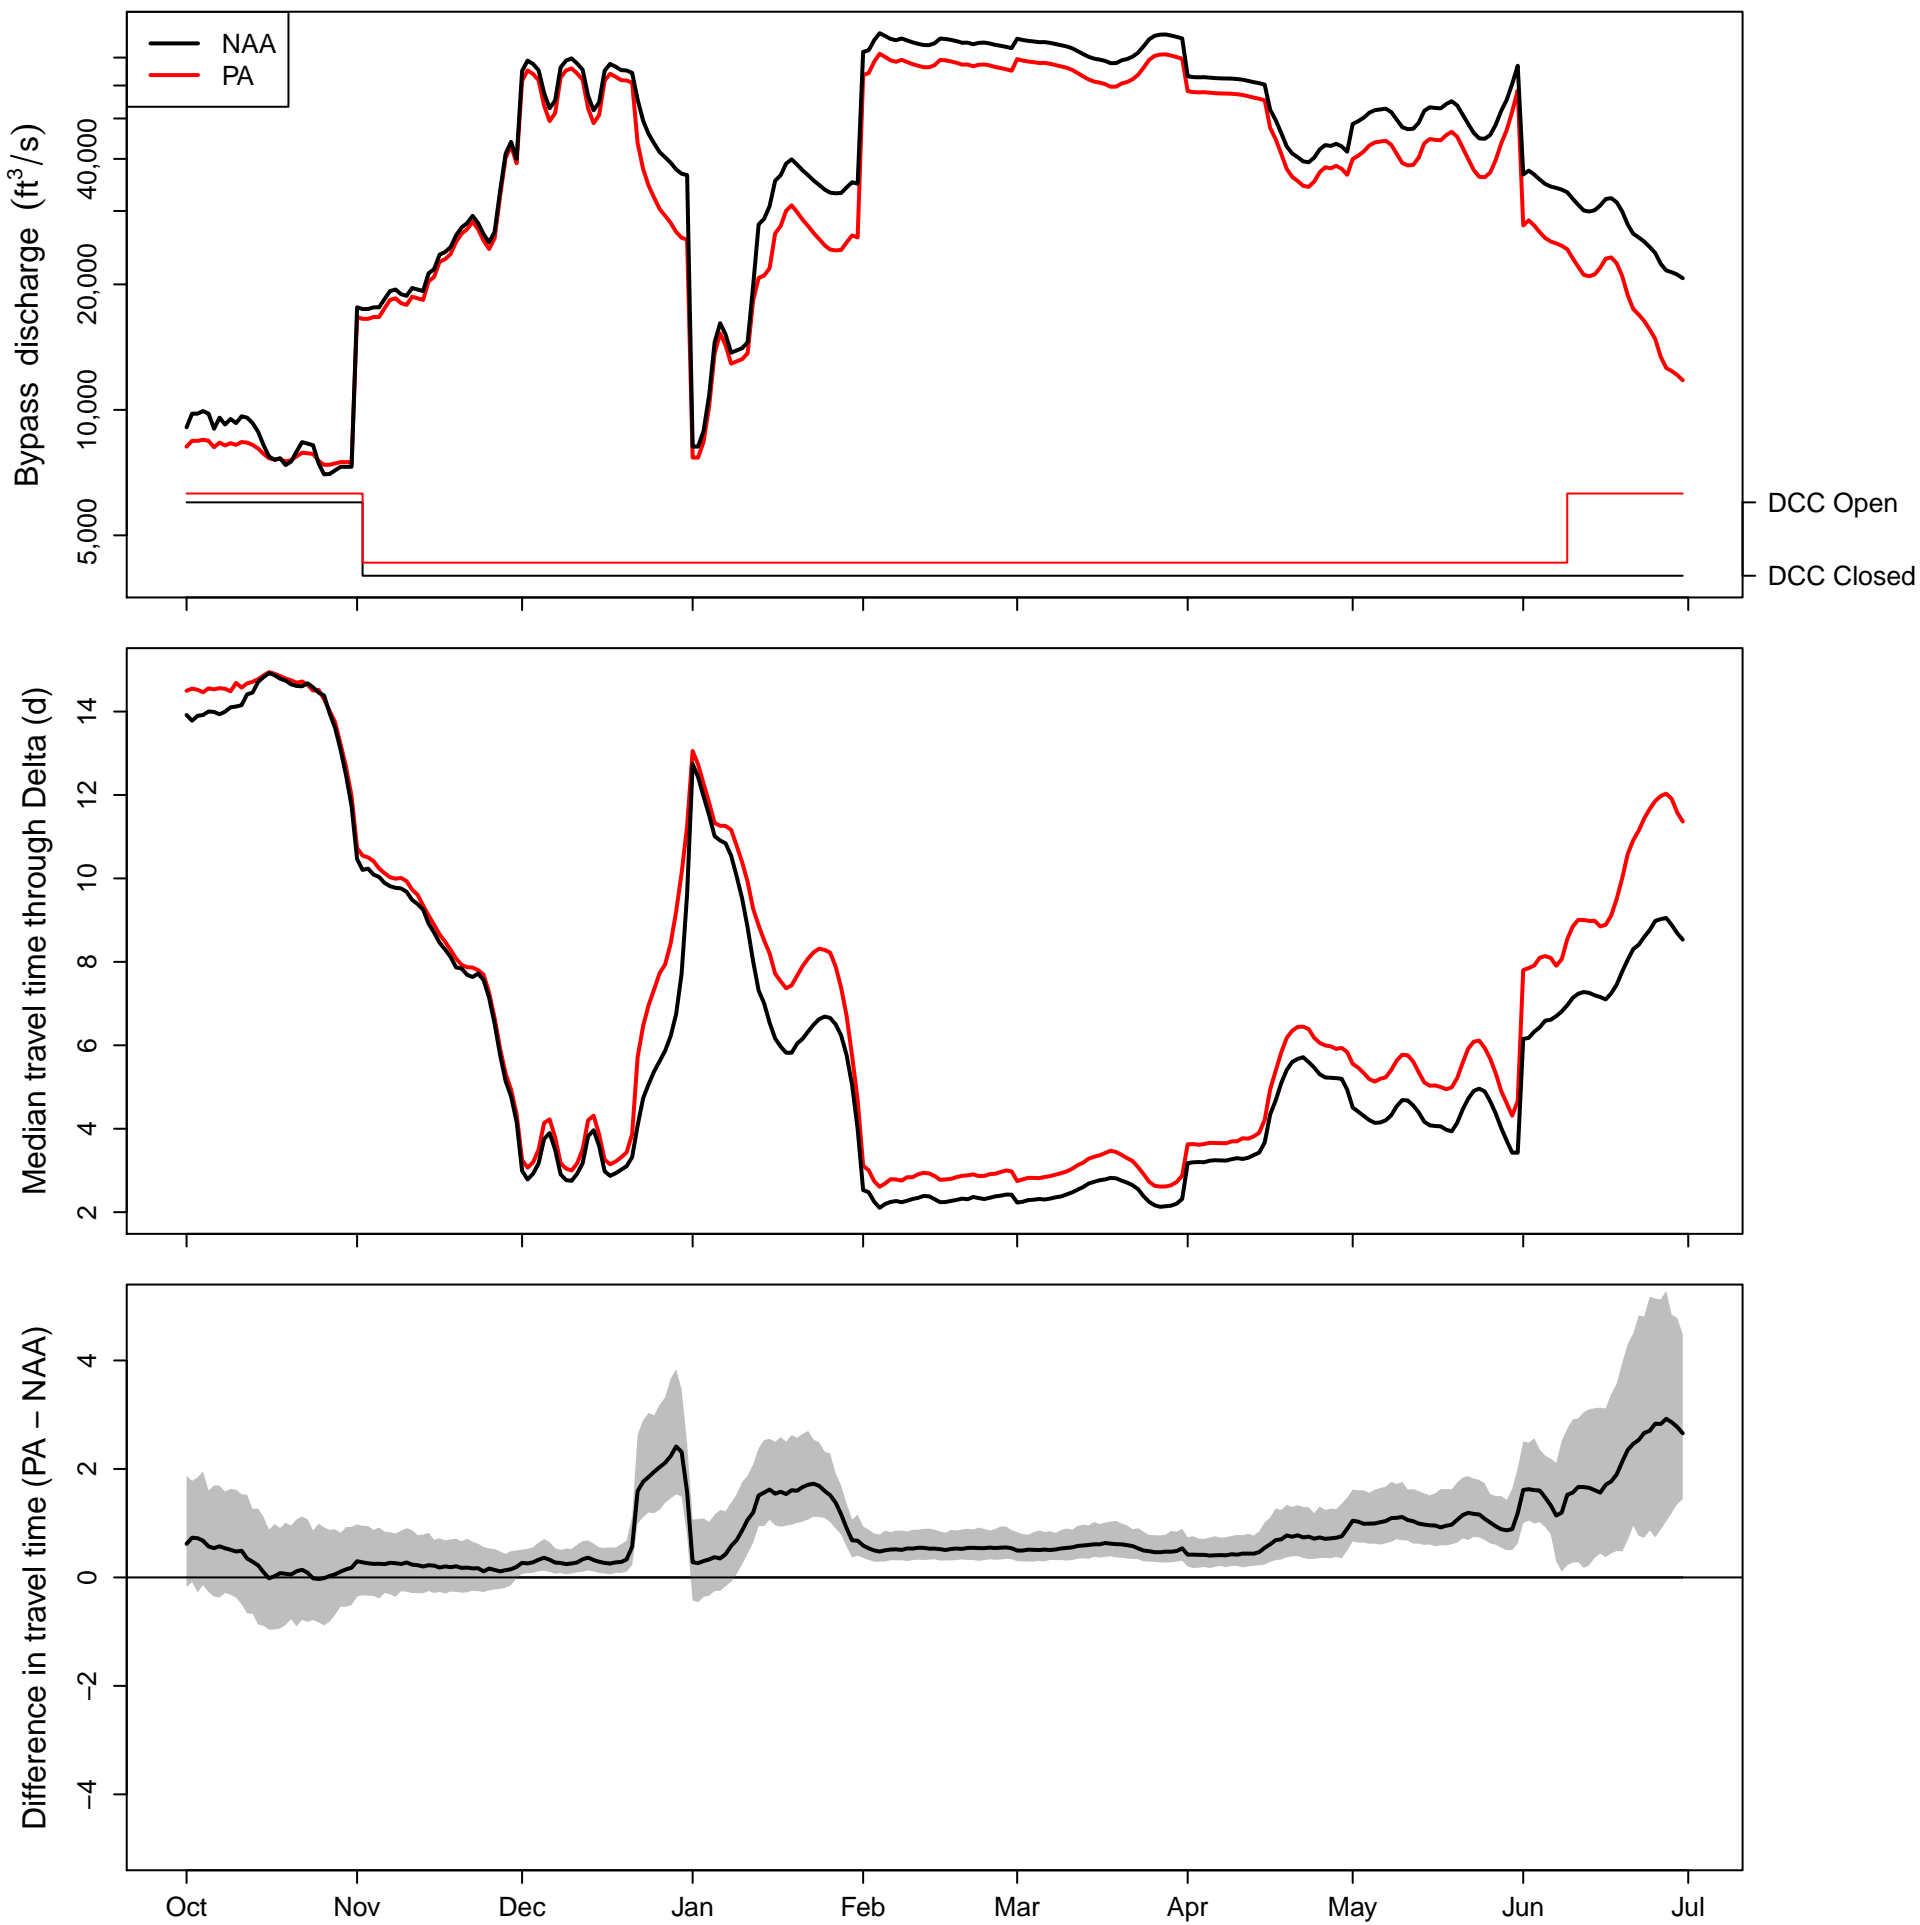 NAA
PA
Bypass discharge (ft³/s)
40,000
20,000
10,000
5,000
DCC Open
DCC Closed
Median travel time through Delta (d)
14
12
10
8
6
4
2
Difference in travel time (PA − NAA)
4
2
0
−2
−4
Oct Nov Dec Jan Feb Mar Apr May Jun Jul